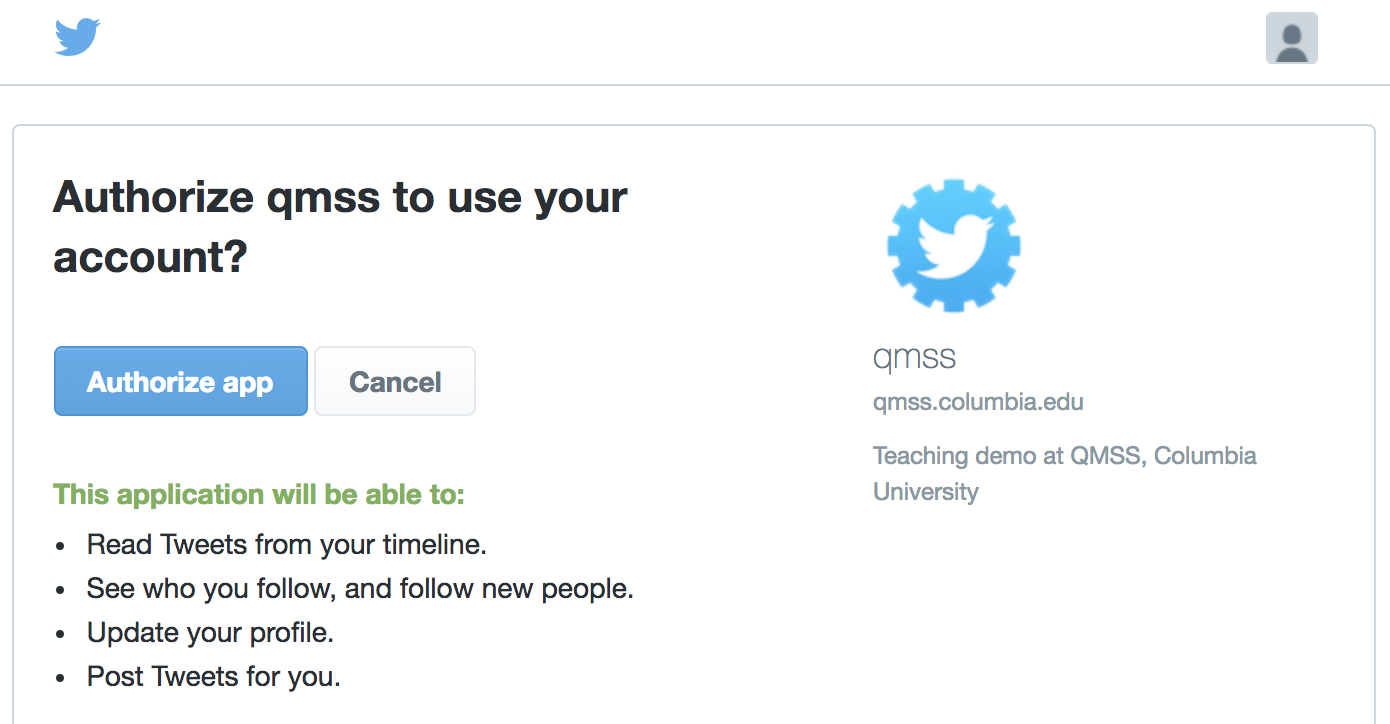 Authorize qmss to use your
account?
Authorize app
Cancel
This application will be able to:
• Read Tweets from your timeline.
• See who you follow, and follow new people.
• Update your profile.
• Post Tweets for you.
qmss
qmss.columbia.edu
Teaching demo at QMSS, Columbia
University